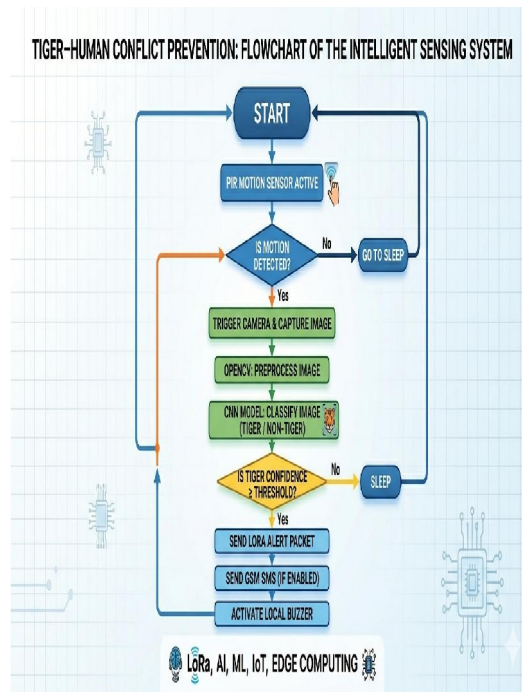 TIGER–HUMAN CONFLICT PREVENTION: FLOWCHART OF THE INTELLIGENT SENSING SYSTEM
START
PIR MOTION SENSOR ACTIVE
IS MOTION
DETECTED?
No
GO TO SLEEP
Yes
TRIGGER CAMERA & CAPTURE IMAGE
OPENCV: PREPROCESS IMAGE
CNN MODEL: CLASSIFY IMAGE
(TIGER / NON-TIGER)
IS TIGER CONFIDENCE
≥ THRESHOLD?
No
SLEEP
Yes
SEND LORA ALERT PACKET
SEND GSM SMS (IF ENABLED)
ACTIVATE LOCAL BUZZER
LoRa, AI, ML, IoT, EDGE COMPUTING